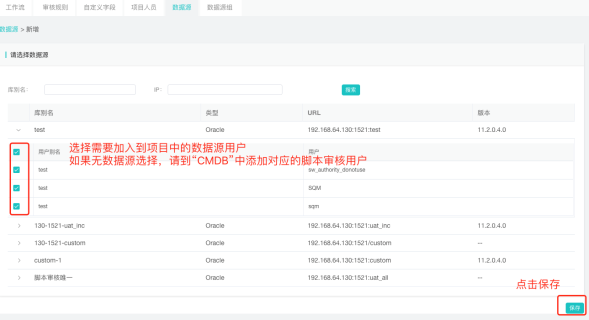 工作流 审核规则 自定义字段 项目人员 数据源 数据源组
数据源 > 新增
请选择数据源
库别名: IP: 搜索
库别名 类型 URL 版本
test Oracle 192.168.64.130:1521:test 11.2.0.4.0
用户别名 用户
选择需要加入到项目中的数据源用户
如果无数据源选择，请到“CMDB”中添加对应的脚本审核用户
test sw_authority_donotuse
test SQM
test sqm
130-1521-uat_inc Oracle 192.168.64.130:1521:uat_inc 11.2.0.4.0
130-1521-custom Oracle 192.168.64.130:1521/custom —
custom-1 Oracle 192.168.64.130:1521:custom 11.2.0.4.0
脚本审核唯一 Oracle 192.168.64.130:1521:uat_all —
点击保存
保存